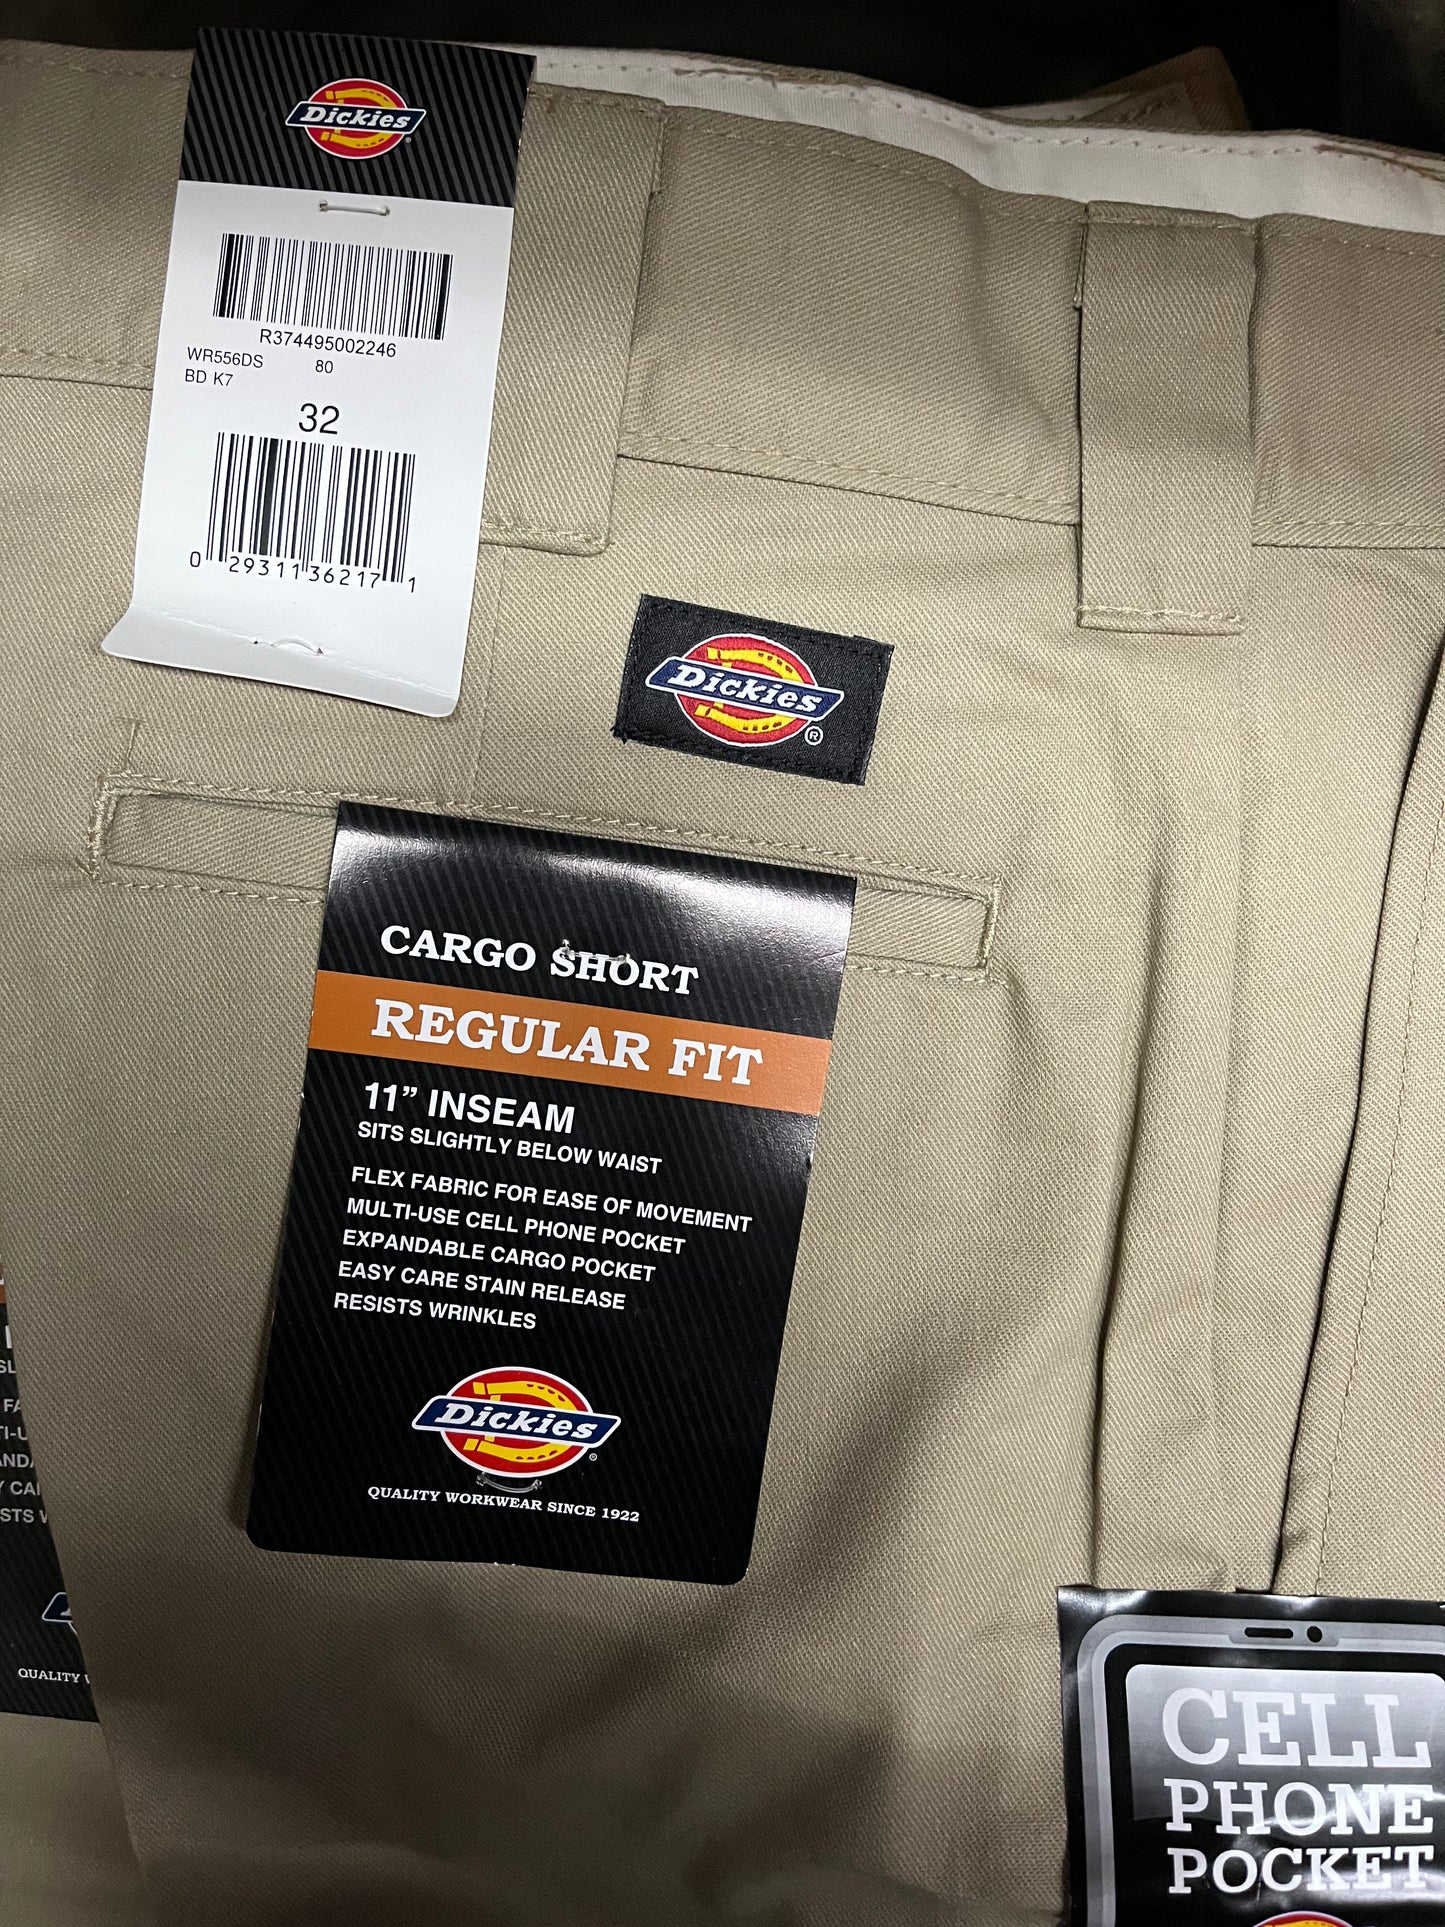 Dickies
R374495002246
WR556DS 80
BD K7
32
0 29311 36217 1
Dickies ®
CARGO SHORT
REGULAR FIT
11” INSEAM
SITS SLIGHTLY BELOW WAIST
FLEX FABRIC FOR EASE OF MOVEMENT
MULTI-USE CELL PHONE POCKET
EXPANDABLE CARGO POCKET
EASY CARE STAIN RELEASE
RESISTS WRINKLES
Dickies ®
QUALITY WORKWEAR SINCE 1922
QUALITY
CELL
PHONE
POCKET